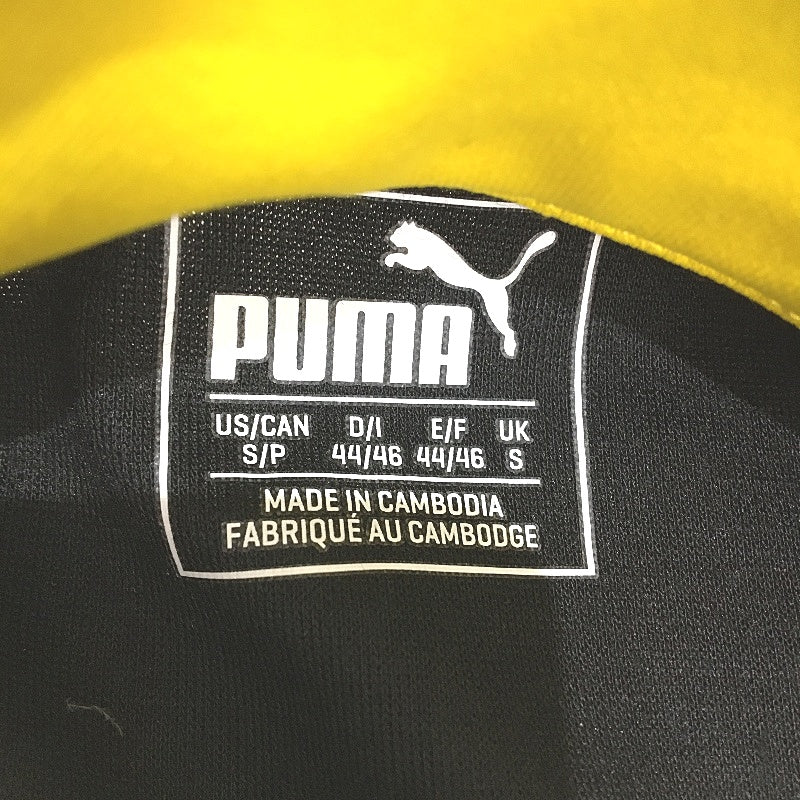 PUMA
US/CAN D/I E/F UK
S/P 44/46 44/46 S
MADE IN CAMBODIA
FABRIQUÉ AU CAMBODGE